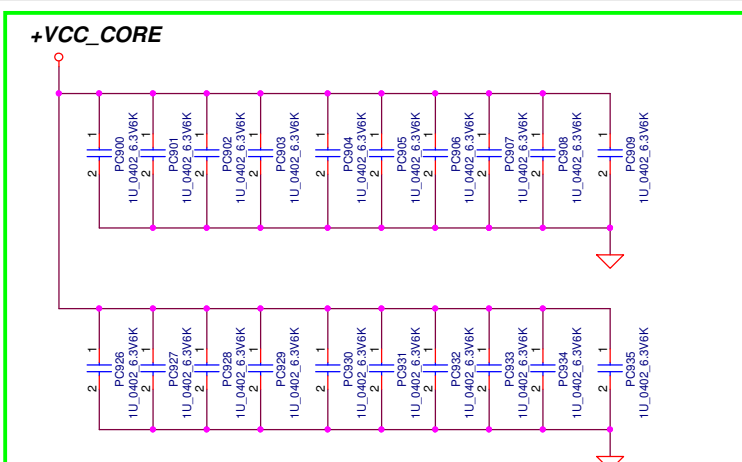 +VCC_CORE
1
2
PC900
1U_0402_6.3V6K
1
2
PC901
1U_0402_6.3V6K
1
2
PC902
1U_0402_6.3V6K
1
2
PC903
1U_0402_6.3V6K
1
2
PC904
1U_0402_6.3V6K
1
2
PC905
1U_0402_6.3V6K
1
2
PC906
1U_0402_6.3V6K
1
2
PC907
1U_0402_6.3V6K
1
2
PC908
1U_0402_6.3V6K
1
2
PC909
1U_0402_6.3V6K
1
2
PC926
1U_0402_6.3V6K
1
2
PC927
1U_0402_6.3V6K
1
2
PC928
1U_0402_6.3V6K
1
2
PC929
1U_0402_6.3V6K
1
2
PC930
1U_0402_6.3V6K
1
2
PC931
1U_0402_6.3V6K
1
2
PC932
1U_0402_6.3V6K
1
2
PC933
1U_0402_6.3V6K
1
2
PC934
1U_0402_6.3V6K
1
2
PC935
1U_0402_6.3V6K